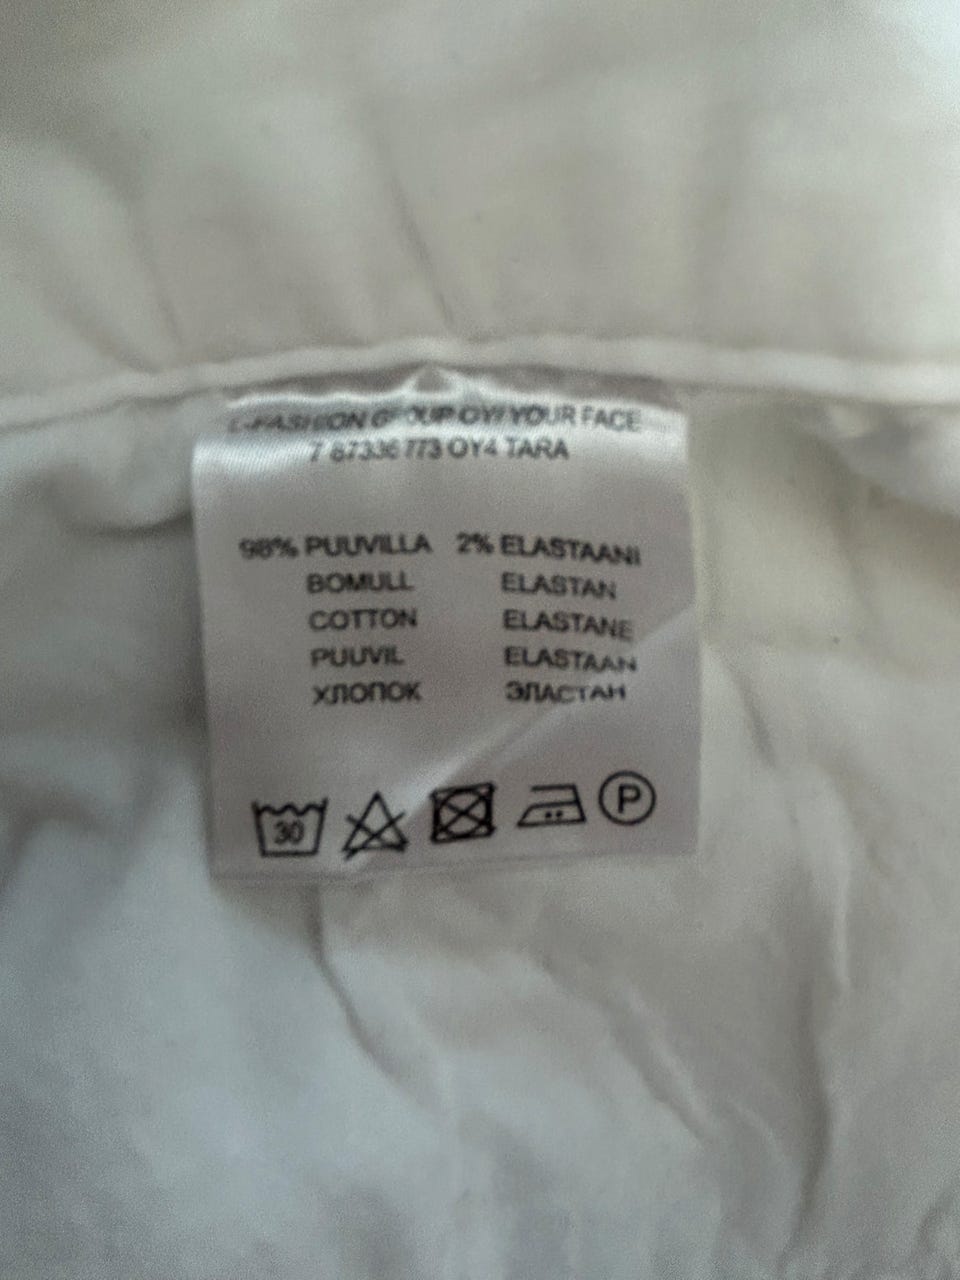 L-FASHION GROUP OY/ YOUR FACE
7 87336 773 OY4 TARA
98% PUUVILLA 2% ELASTAANI
BOMULL ELASTAN
COTTON ELASTANE
PUUVIL ELASTAAN
ХЛОПОК ЭЛАСТАН
30 P